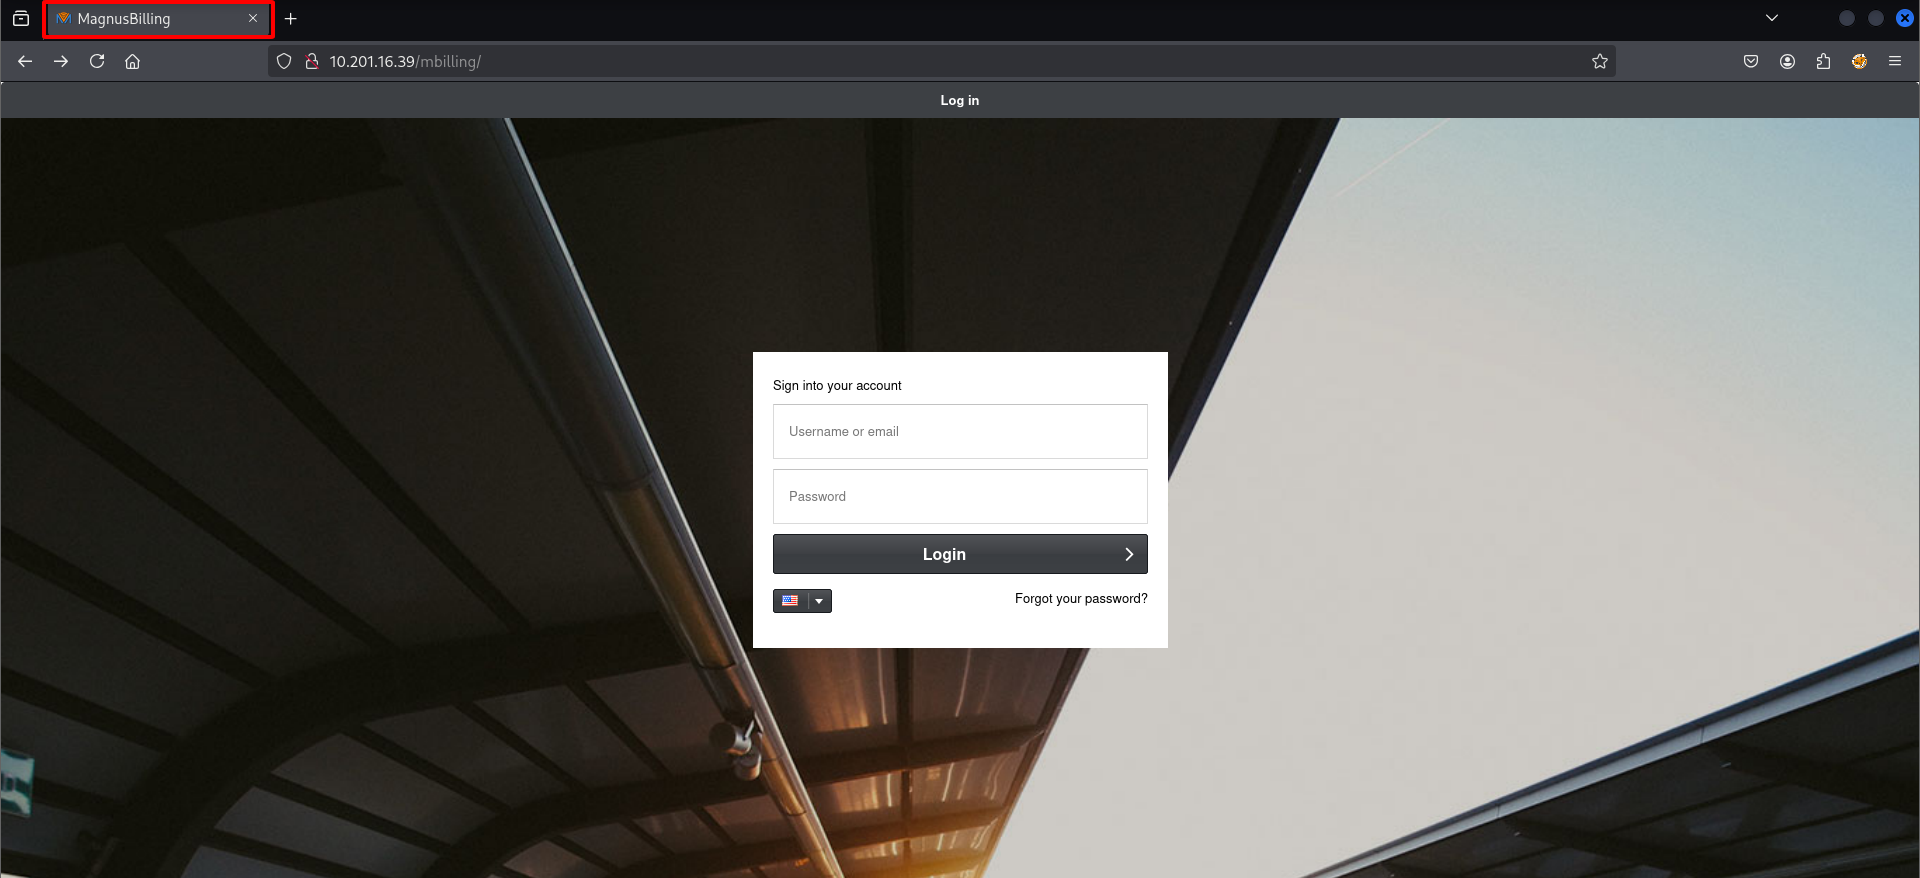 MagnusBilling
10.201.16.39/mbilling/
Log in
Sign into your account
Username or email
Password
Login
Forgot your password?